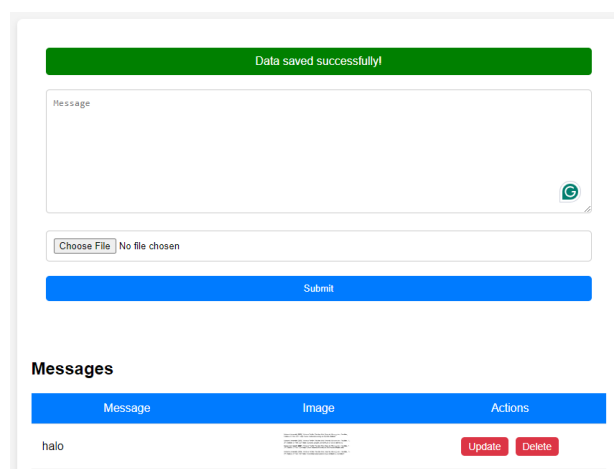 Data saved successfully!
Message
Choose File No file chosen
Submit
Messages
Message Image Actions
halo Update Delete